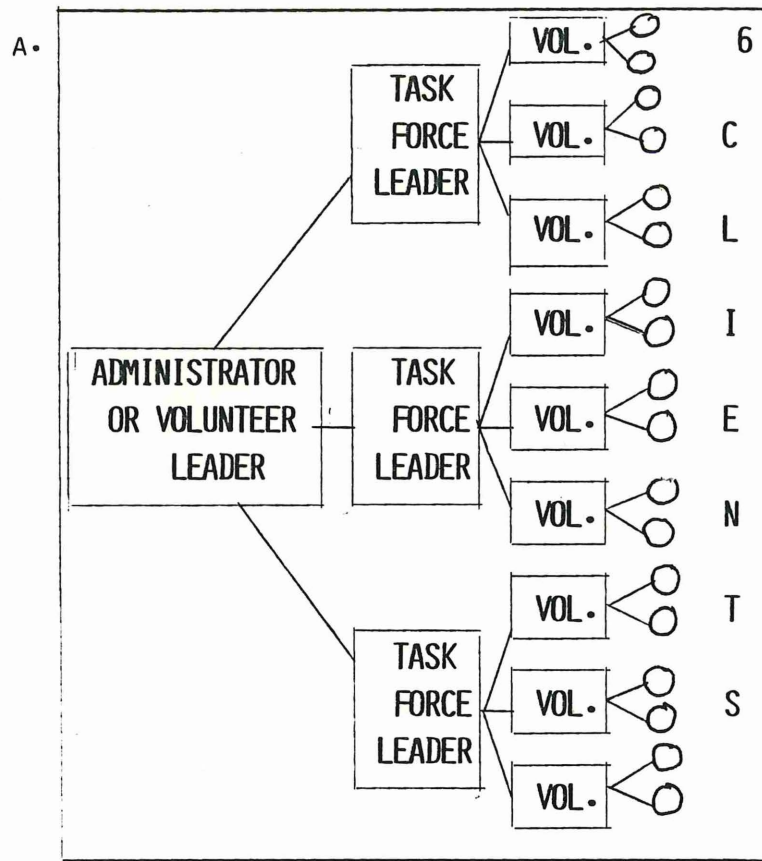 A.
TASK
FORCE
LEADER
VOL.
VOL.
VOL.
ADMINISTRATOR
OR VOLUNTEER
LEADER
TASK
FORCE
LEADER
VOL.
VOL.
VOL.
TASK
FORCE
LEADER
VOL.
VOL.
VOL.
6
C
L
I
E
N
T
S